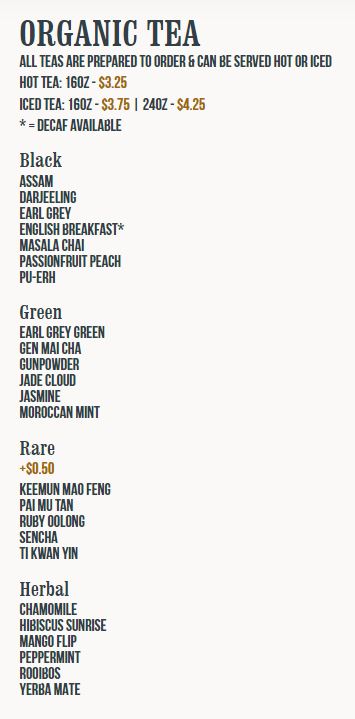 ORGANIC TEA
ALL TEAS ARE PREPARED TO ORDER & CAN BE SERVED HOT OR ICED
HOT TEA: 16OZ - $3.25
ICED TEA: 16OZ - $3.75 | 24OZ - $4.25
* = DECAF AVAILABLE
Black
ASSAM
DARJEELING
EARL GREY
ENGLISH BREAKFAST*
MASALA CHAI
PASSIONFRUIT PEACH
PU-ERH
Green
EARL GREY GREEN
GEN MAI CHA
GUNPOWDER
JADE CLOUD
JASMINE
MOROCCAN MINT
Rare
+$0.50
KEEMUN MAO FENG
PAI MU TAN
RUBY OOLONG
SENCHA
TI KWAN YIN
Herbal
CHAMOMILE
HIBISCUS SUNRISE
MANGO FLIP
PEPPERMINT
ROOIBOS
YERBA MATE